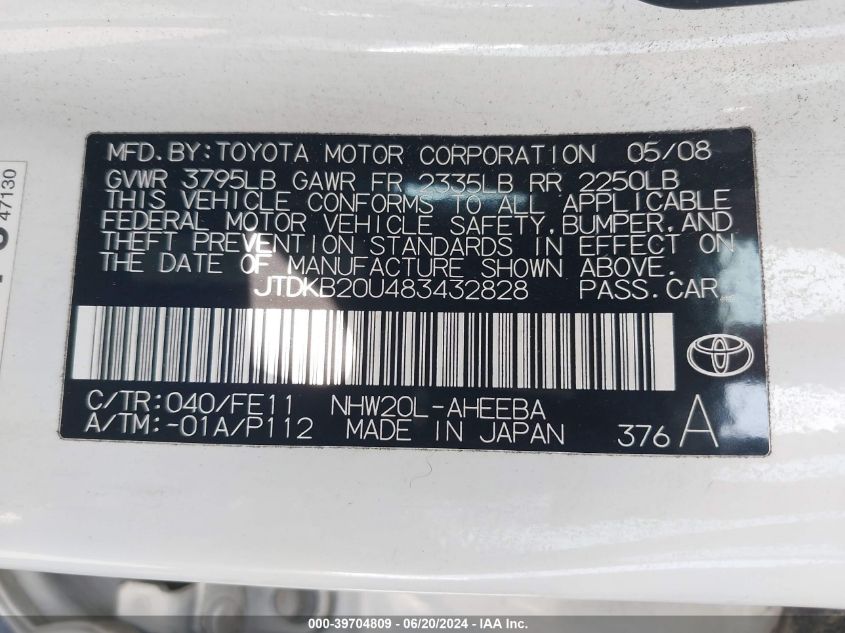 MFD.BY:TOYOTA MOTOR CORPORATION 05/08
GVWR 3795LB GAWR FR 2335LB RR 2250LB
THIS VEHICLE CONFORMS TO ALL APPLICABLE
FEDERAL MOTOR VEHICLE SAFETY,BUMPER,AND
THEFT PREVENTION STANDARDS IN EFFECT ON
THE DATE OF MANUFACTURE SHOWN ABOVE.
JTDKB20U483432828 PASS.CAR
C/TR:040/FE11 NHW20L-AHEEBA
A/TM:-01A/P112 MADE IN JAPAN 376 A
47130
000-39704809 - 06/20/2024 - IAA Inc.